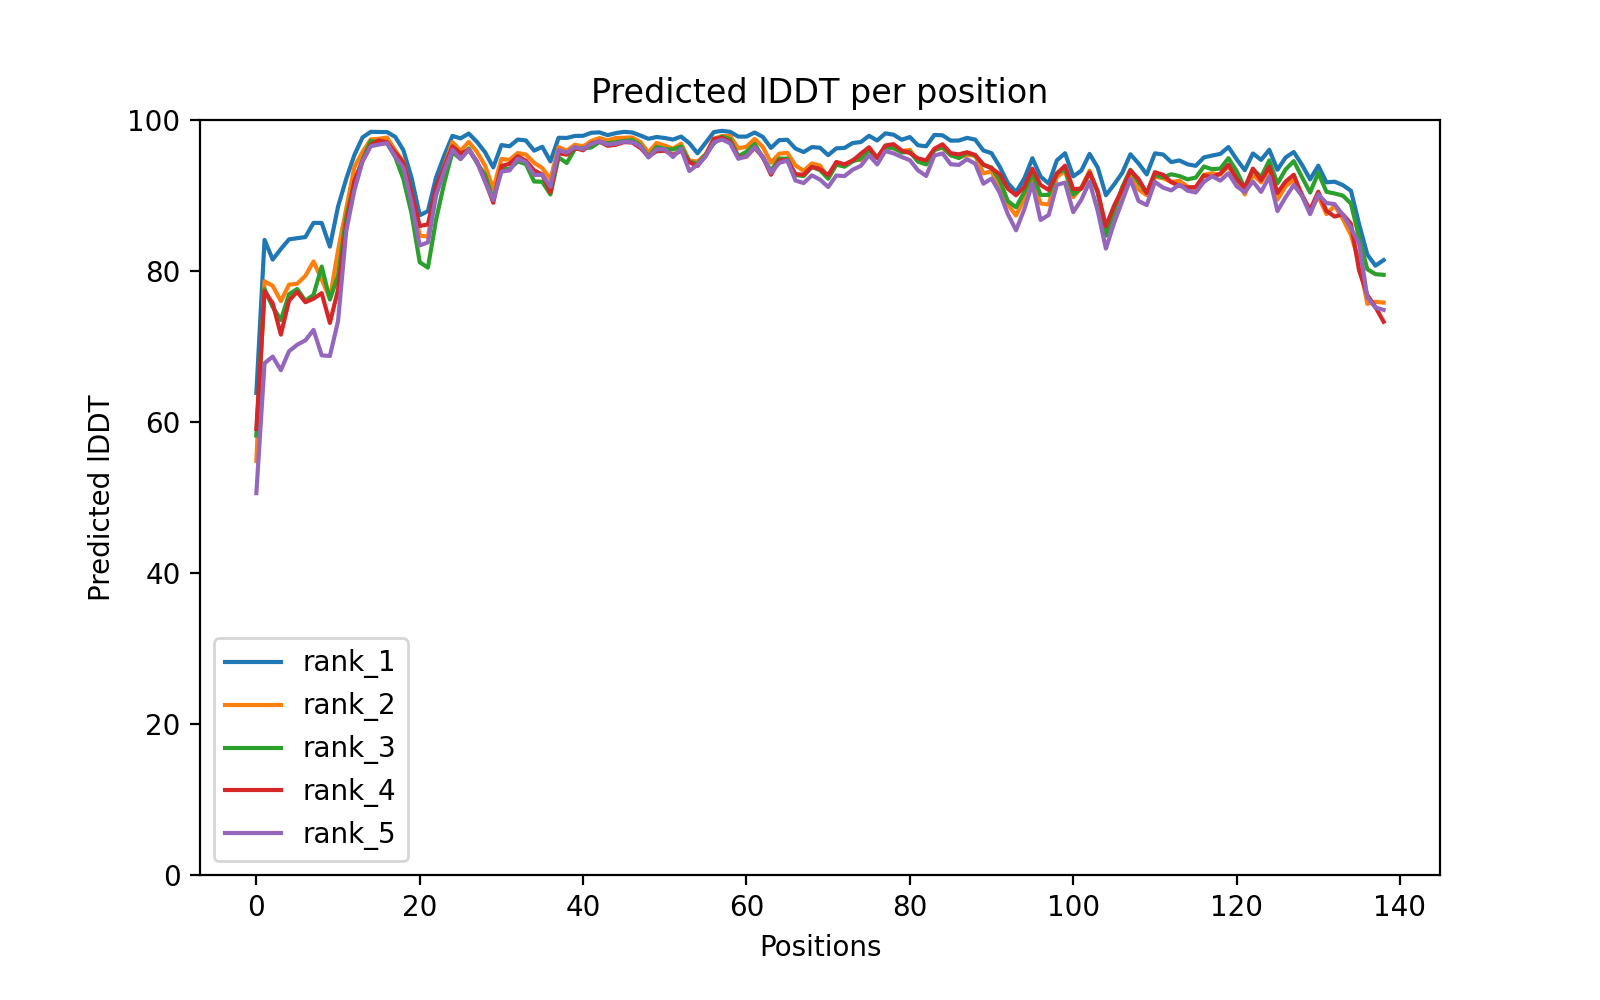 Predicted lDDT per position
100
80
60
40
20
0
Predicted lDDT
rank_1
rank_2
rank_3
rank_4
rank_5
0 20 40 60 80 100 120 140
Positions